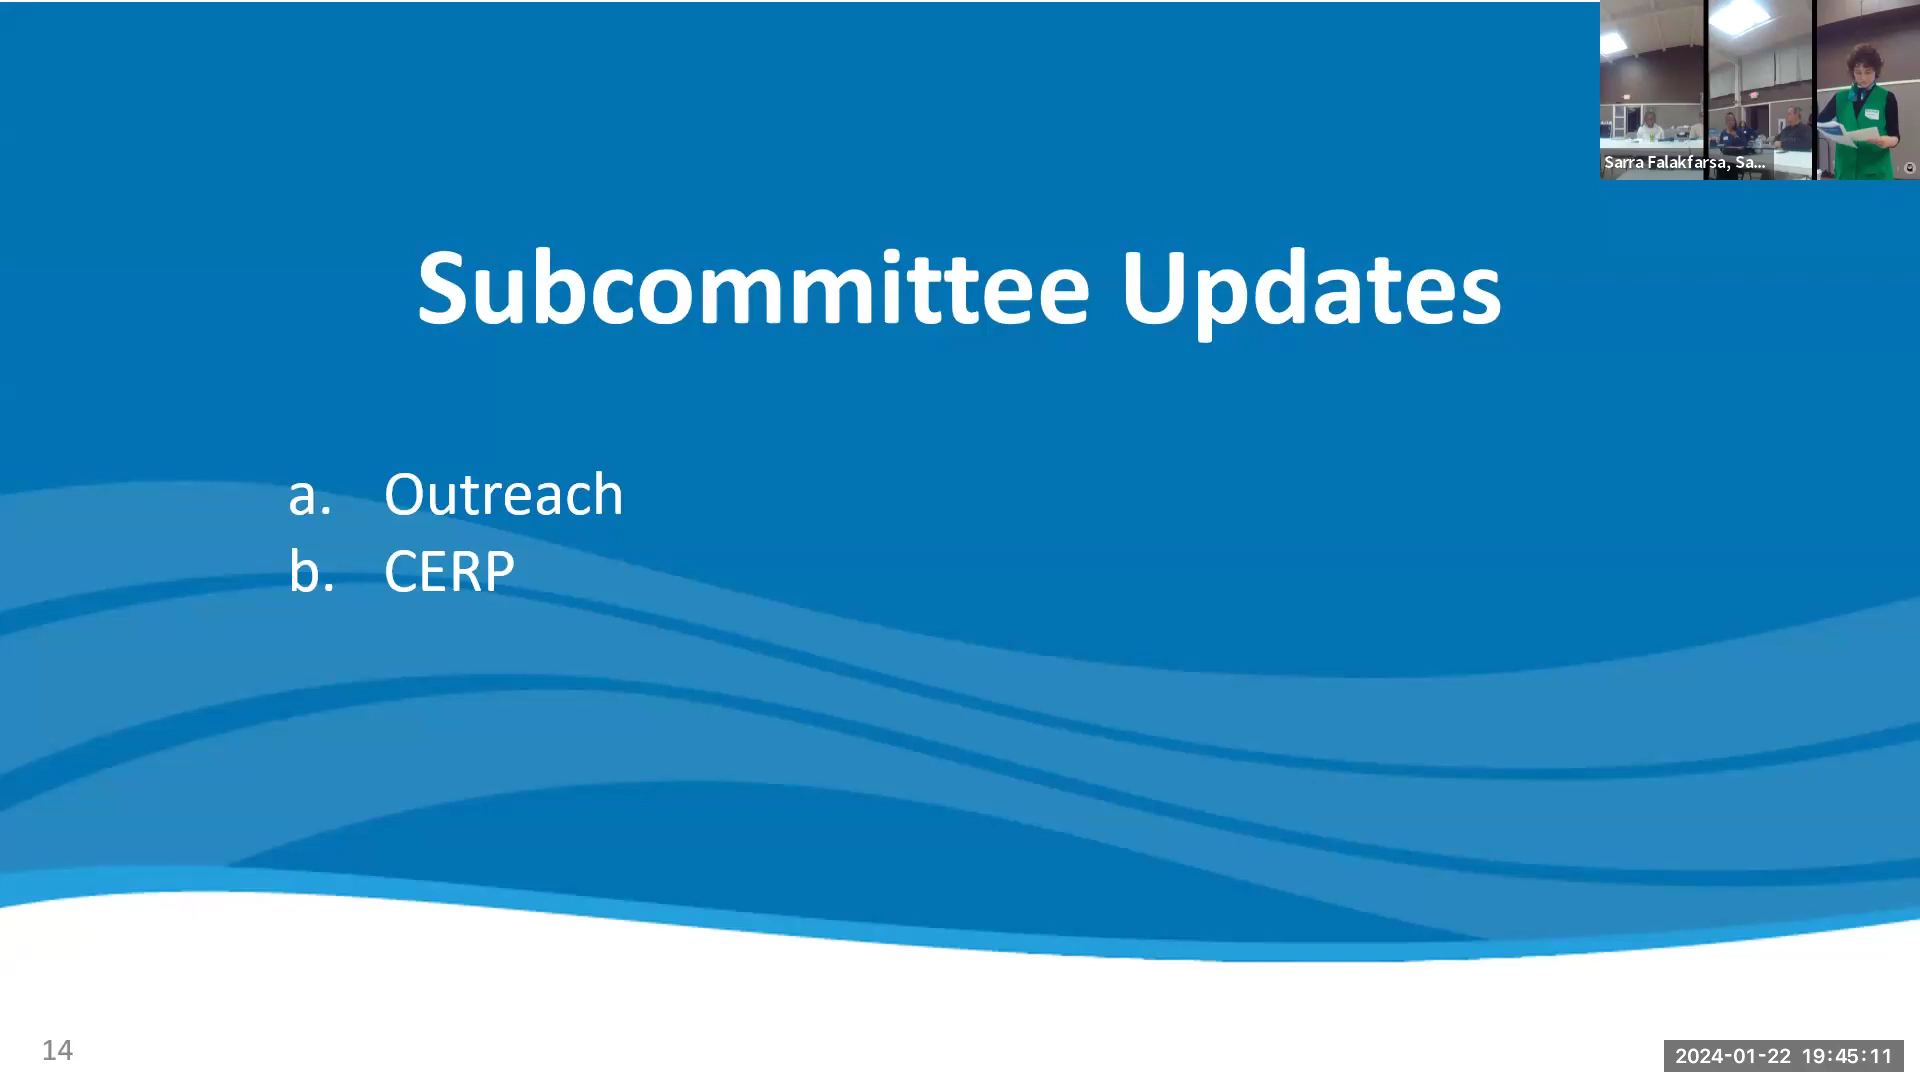 Sarra Falakfarsa, Sa...
Subcommittee Updates
a. Outreach
b. CERP
14
2024-01-22 19:45:11